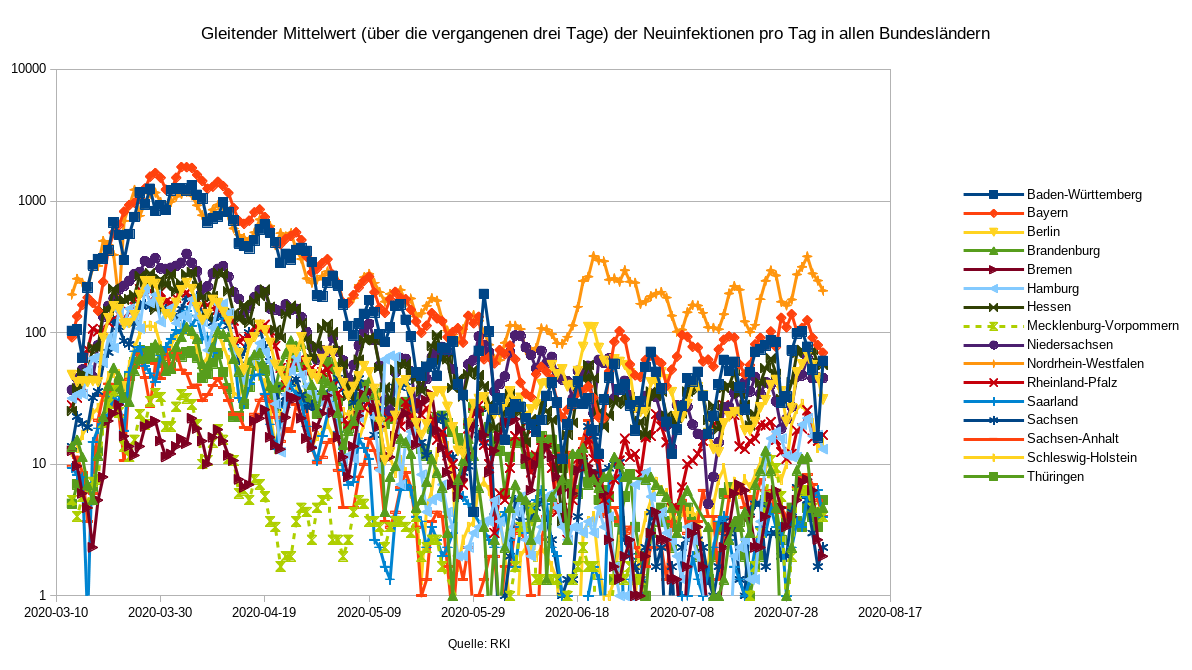 Gleitender Mittelwert (über die vergangenen drei Tage) der Neuinfektionen pro Tag in allen Bundesländern
10000
1000
100
10
1
2020-03-10
2020-03-30
2020-04-19
2020-05-09
2020-05-29
2020-06-18
2020-07-08
2020-07-28
2020-08-17
Quelle: RKI
Baden-Württemberg
Bayern
Berlin
Brandenburg
Bremen
Hamburg
Hessen
Mecklenburg-Vorpommern
Niedersachsen
Nordrhein-Westfalen
Rheinland-Pfalz
Saarland
Sachsen
Sachsen-Anhalt
Schleswig-Holstein
Thüringen